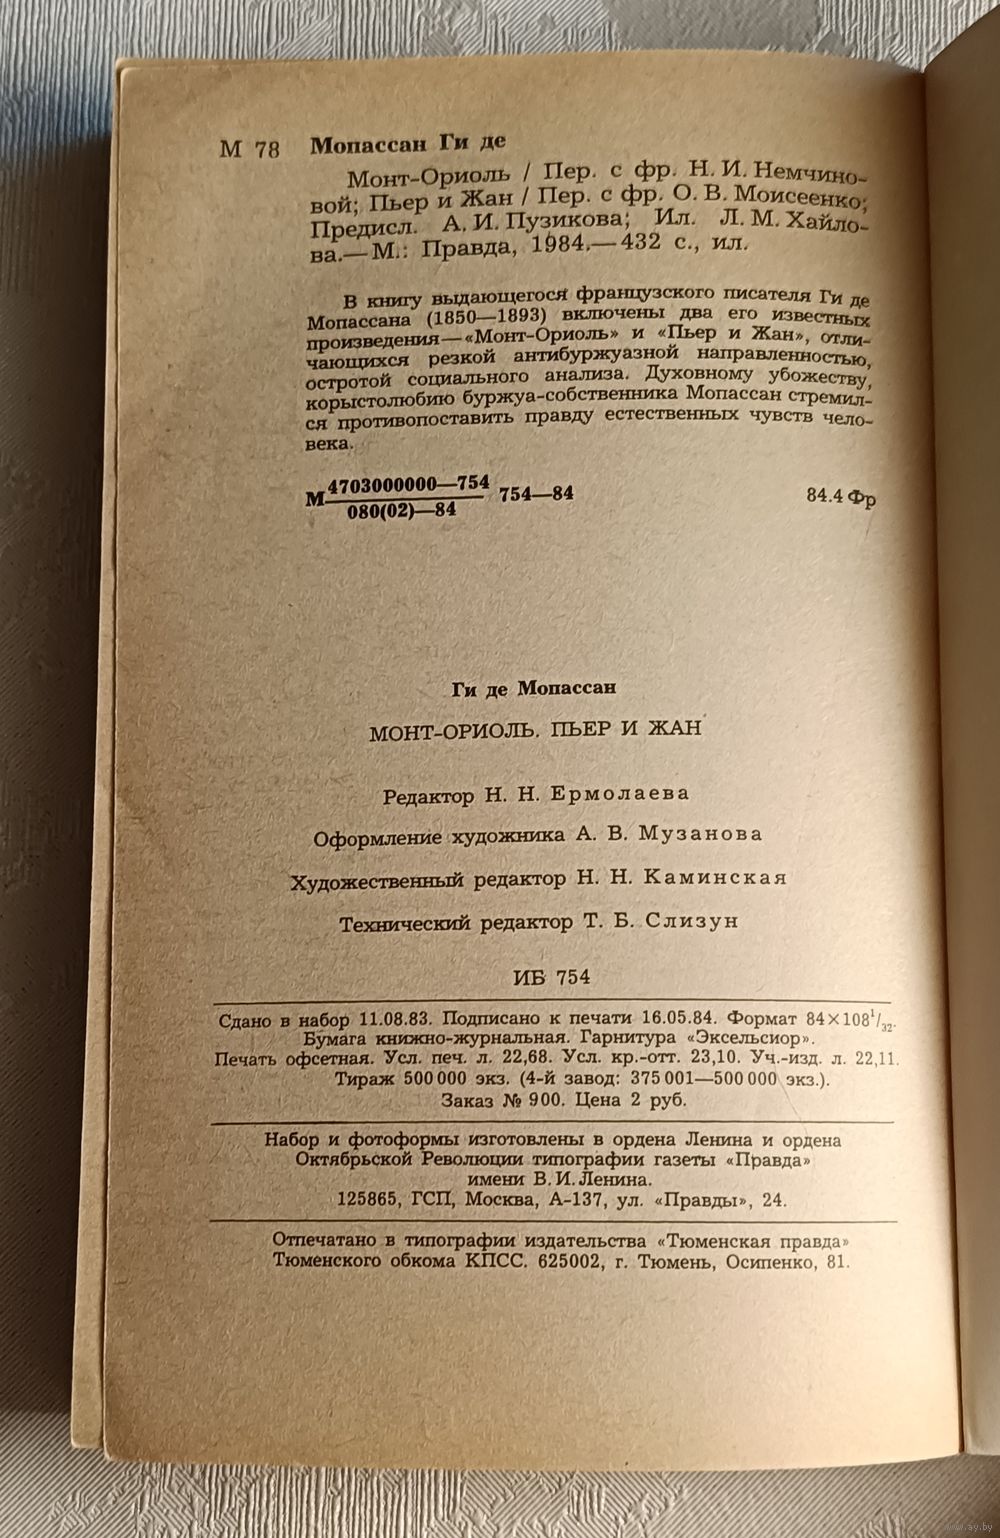 М 78 Мопассан Ги де
Монт-Ориоль / Пер. с фр. Н. И. Немчино-
вой; Пьер и Жан / Пер. с фр. О. В. Моисеенко;
Предисл. А. И. Пузикова; Ил. Л. М. Хайло-
ва.— М.: Правда, 1984.— 432 с., ил.
В книгу выдающегося французского писателя Ги де
Мопассана (1850—1893) включены два его известных
произведения—«Монт-Ориоль» и «Пьер и Жан», отли-
чающихся резкой антибуржуазной направленностью,
остротой социального анализа. Духовному убожеству,
корыстолюбию буржуа-собственника Мопассан стремил-
ся противопоставить правду естественных чувств чело-
века.
М 4703000000—754 / 080(02)—84 754—84 84.4 Фр
Ги де Мопассан
МОНТ-ОРИОЛЬ. ПЬЕР И ЖАН
Редактор Н. Н. Ермолаева
Оформление художника А. В. Музанова
Художественный редактор Н. Н. Каминская
Технический редактор Т. Б. Слизун
ИБ 754
Сдано в набор 11.08.83. Подписано к печати 16.05.84. Формат 84×108¹/₃₂.
Бумага книжно-журнальная. Гарнитура «Эксельсиор».
Печать офсетная. Усл. печ. л. 22,68. Усл. кр.-отт. 23,10. Уч.-изд. л. 22,11.
Тираж 500 000 экз. (4-й завод: 375 001—500 000 экз.).
Заказ № 900. Цена 2 руб.
Набор и фотоформы изготовлены в ордена Ленина и ордена
Октябрьской Революции типографии газеты «Правда»
имени В. И. Ленина.
125865, ГСП, Москва, А-137, ул. «Правды», 24.
Отпечатано в типографии издательства «Тюменская правда»
Тюменского обкома КПСС. 625002, г. Тюмень, Осипенко, 81.
www.ay.by